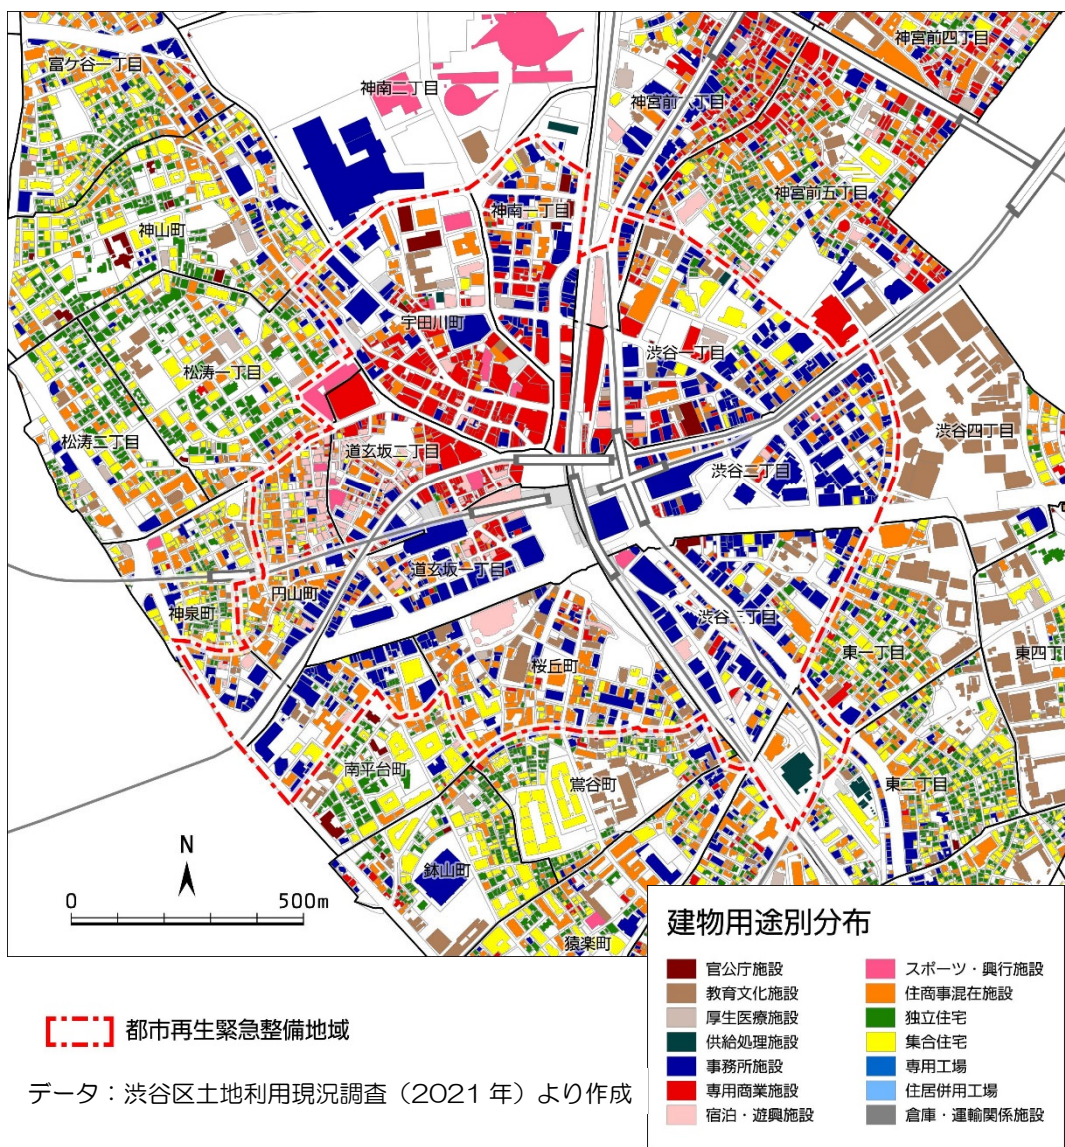 富ケ谷一丁目
神南二丁目
神宮前六丁目
神宮前四丁目
神宮前五丁目
神南一丁目
神山町
宇田川町
松涛一丁目
渋谷一丁目
松涛二丁目
道玄坂二丁目
渋谷二丁目
渋谷四丁目
道玄坂一丁目
円山町
神泉町
渋谷三丁目
東一丁目
東四丁目
桜丘町
南平台町
鶯谷町
東二丁目
鉢山町
猿楽町
N
0 500m
建物用途別分布
官公庁施設
教育文化施設
厚生医療施設
供給処理施設
事務所施設
専用商業施設
宿泊・遊興施設
スポーツ・興行施設
住商事混在施設
独立住宅
集合住宅
専用工場
住居併用工場
倉庫・運輸関係施設
都市再生緊急整備地域
データ：渋谷区土地利用現況調査（2021 年）より作成